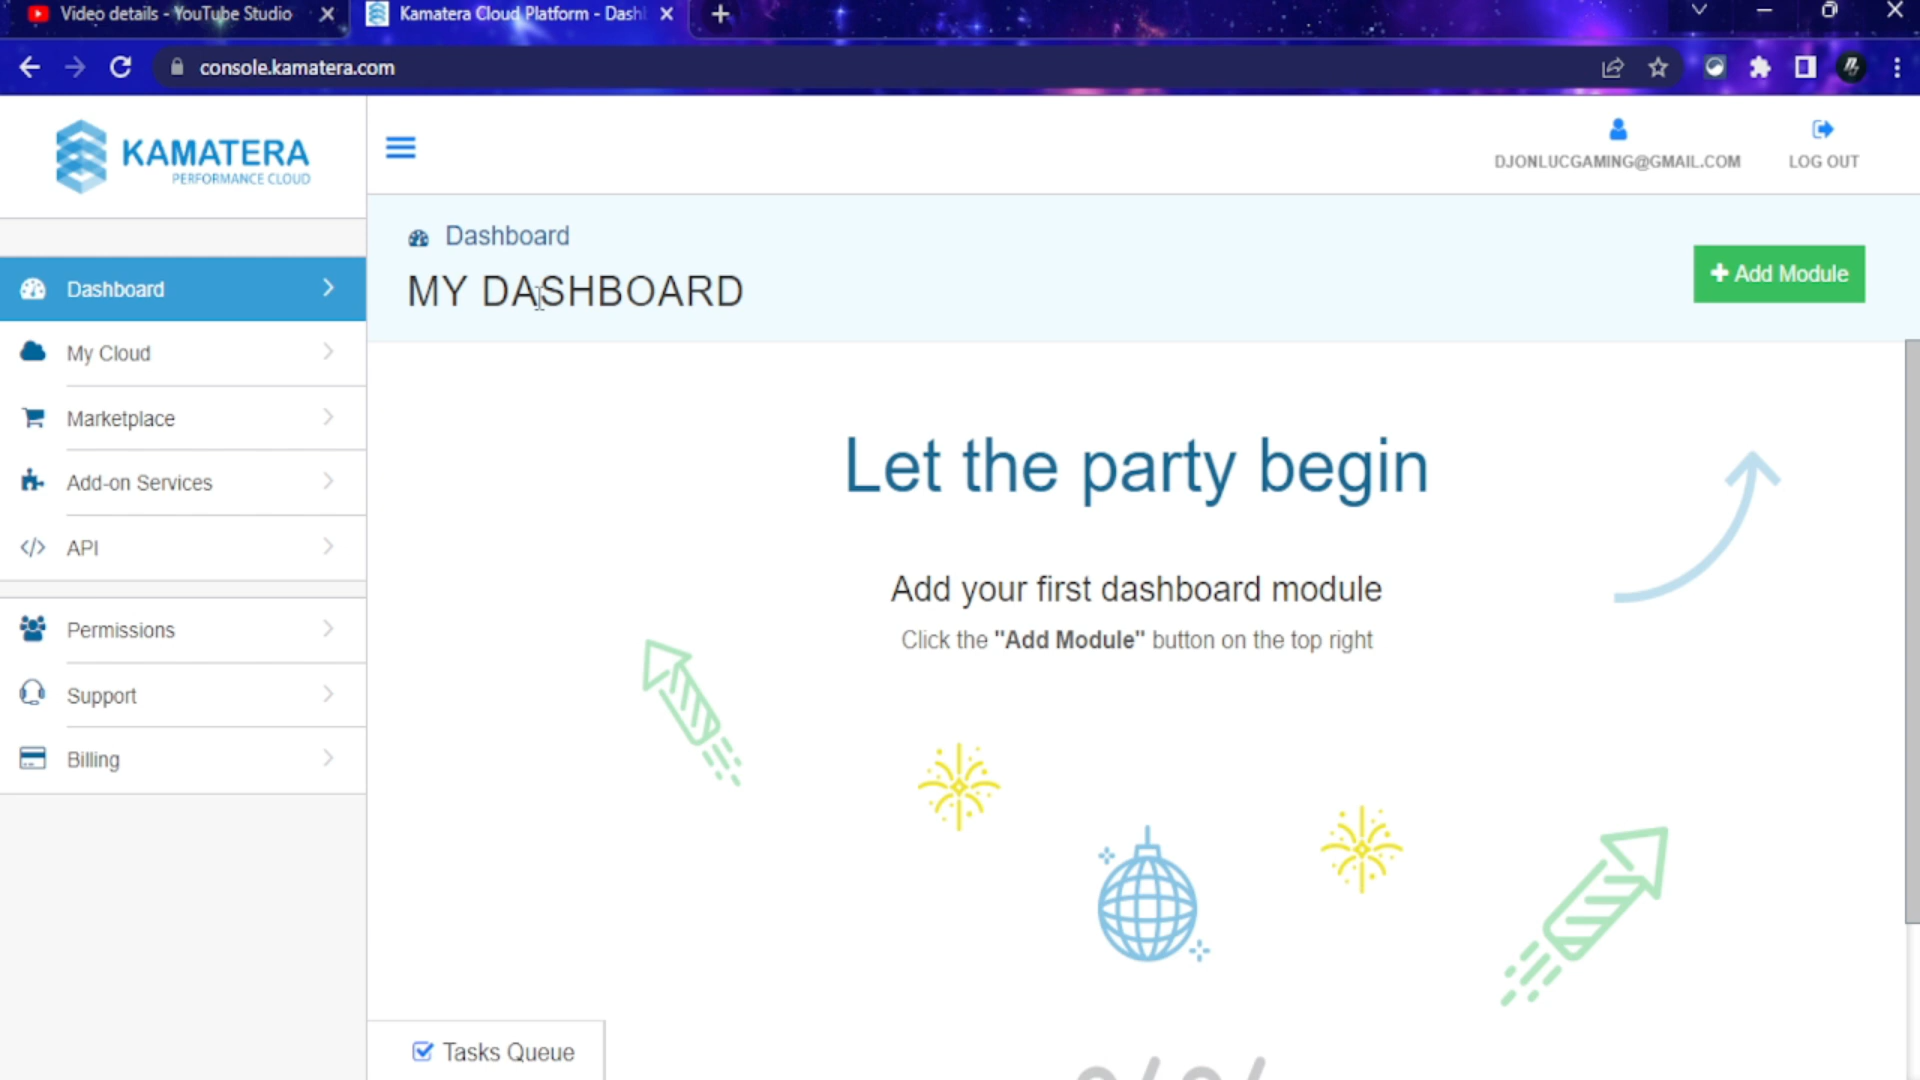 Video details - YouTube Studio
Kamatera Cloud Platform - Dash
console.kamatera.com
KAMATERA
PERFORMANCE CLOUD
DJONLUCGAMING@GMAIL.COM
LOG OUT
Dashboard
MY DASHBOARD
+ Add Module
Dashboard
My Cloud
Marketplace
Add-on Services
API
Permissions
Support
Billing
Let the party begin
Add your first dashboard module
Click the "Add Module" button on the top right
Tasks Queue